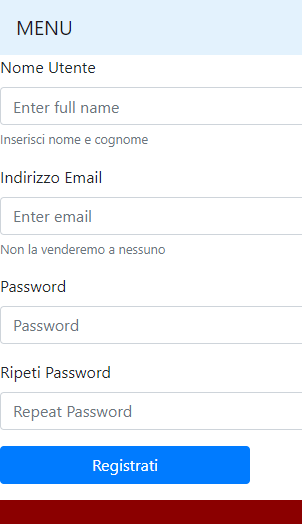 MENU
Nome Utente
Enter full name
Inserisci nome e cognome
Indirizzo Email
Enter email
Non la venderemo a nessuno
Password
Password
Ripeti Password
Repeat Password
Registrati